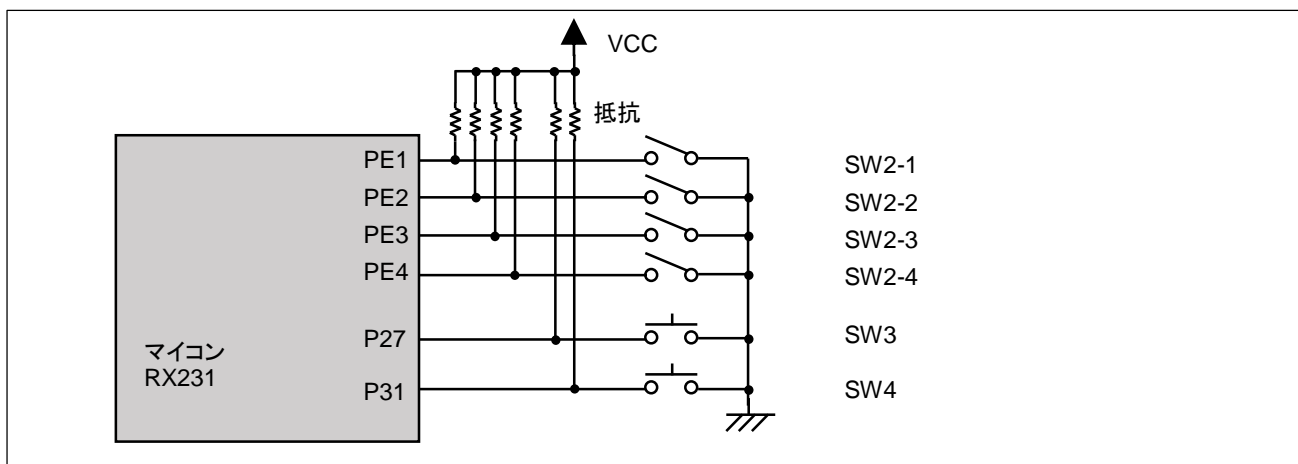 VCC
抵抗
PE1
SW2-1
PE2
SW2-2
PE3
SW2-3
PE4
SW2-4
P27
SW3
マイコン
RX231
P31
SW4